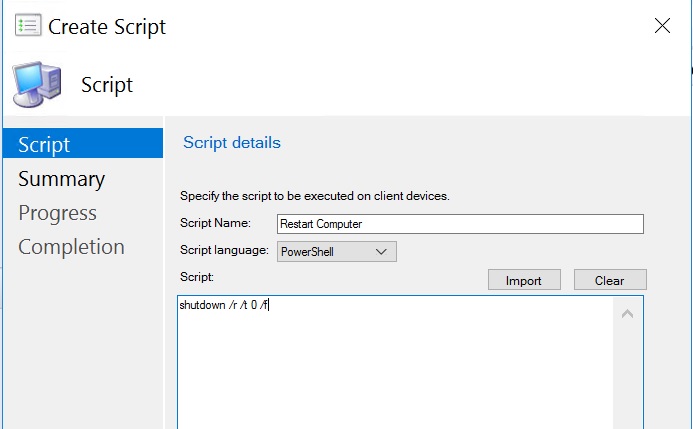 Create Script
Script
Script
Summary
Progress
Completion
Script details
Specify the script to be executed on client devices.
Script Name: Restart Computer
Script language: PowerShell
Script: Import Clear
shutdown /r /t 0 /f